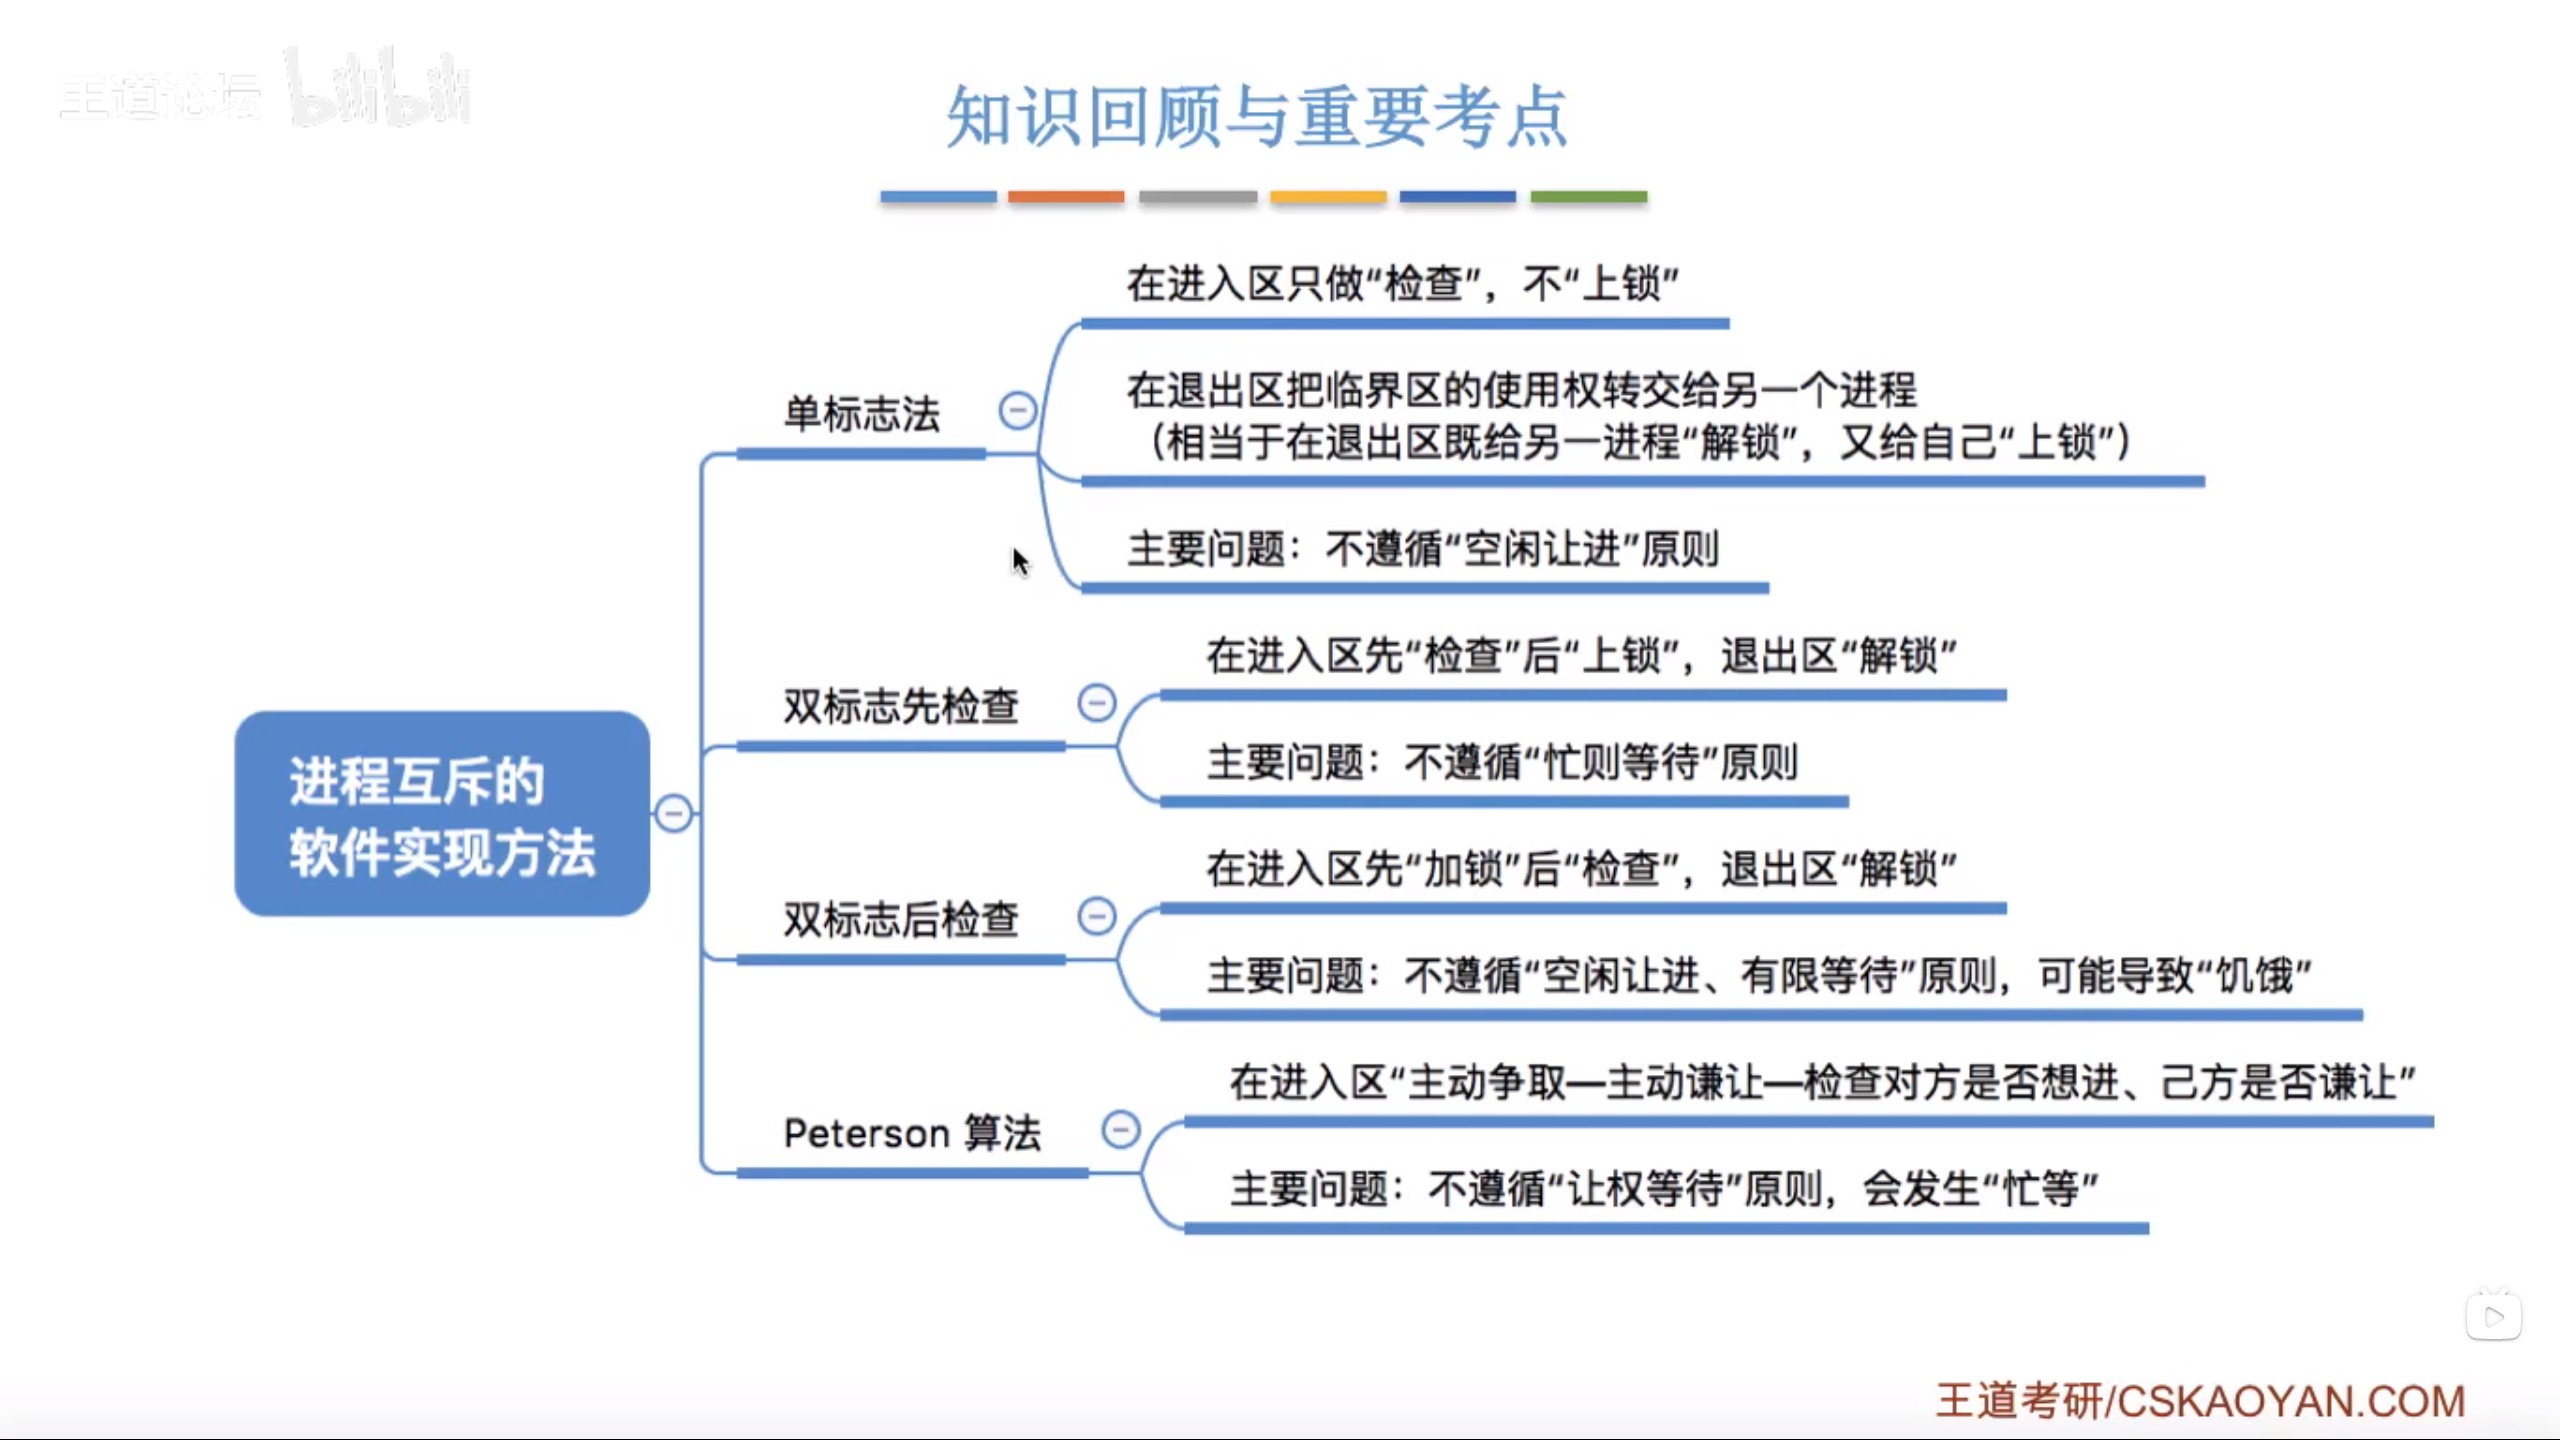 王道论坛 bilibili
知识回顾与重要考点
在进入区只做“检查”，不“上锁”
在退出区把临界区的使用权转交给另一个进程
（相当于在退出区既给另一进程“解锁”，又给自己“上锁”）
单标志法
主要问题：不遵循“空闲让进”原则
在进入区先“检查”后“上锁”，退出区“解锁”
双标志先检查
主要问题：不遵循“忙则等待”原则
进程互斥的
软件实现方法
在进入区先“加锁”后“检查”，退出区“解锁”
双标志后检查
主要问题：不遵循“空闲让进、有限等待”原则，可能导致“饥饿”
在进入区“主动争取—主动谦让—检查对方是否想进、己方是否谦让”
Peterson 算法
主要问题：不遵循“让权等待”原则，会发生“忙等”
王道考研/CSKAOYAN.COM